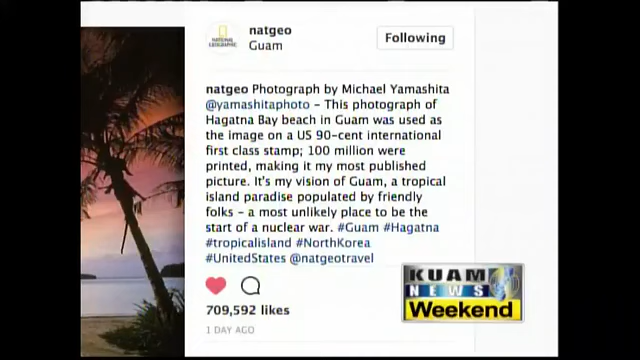 NATIONAL
GEOGRAPHIC
natgeo
Guam
Following
natgeo Photograph by Michael Yamashita
@yamashitaphoto - This photograph of
Hagatna Bay beach in Guam was used as
the image on a US 90-cent international
first class stamp; 100 million were
printed, making it my most published
picture. It's my vision of Guam, a tropical
island paradise populated by friendly
folks - a most unlikely place to be the
start of a nuclear war. #Guam #Hagatna
#tropicalisland #NorthKorea
#UnitedStates @natgeotravel
709,592 likes
1 DAY AGO
KUAM
NEWS
Weekend